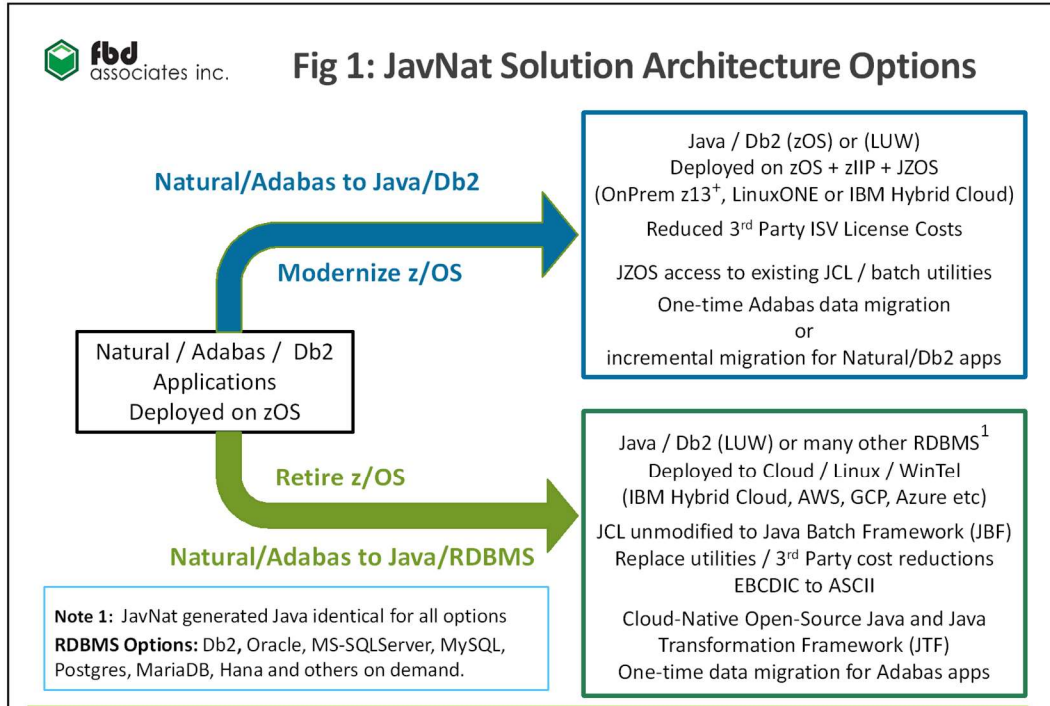 fbd
associates inc.
Fig 1: JavNat Solution Architecture Options
Natural/Adabas to Java/Db2
Modernize z/OS
Java / Db2 (zOS) or (LUW)
Deployed on zOS + zIIP + JZOS
(OnPrem z13+, LinuxONE or IBM Hybrid Cloud)
Reduced 3rd Party ISV License Costs
JZOS access to existing JCL / batch utilities
One-time Adabas data migration
or
incremental migration for Natural/Db2 apps
Natural / Adabas / Db2
Applications
Deployed on zOS
Retire z/OS
Natural/Adabas to Java/RDBMS
Java / Db2 (LUW) or many other RDBMS1
Deployed to Cloud / Linux / WinTel
(IBM Hybrid Cloud, AWS, GCP, Azure etc)
JCL unmodified to Java Batch Framework (JBF)
Replace utilities / 3rd Party cost reductions
EBCDIC to ASCII
Cloud-Native Open-Source Java and Java
Transformation Framework (JTF)
One-time data migration for Adabas apps
Note 1: JavNat generated Java identical for all options
RDBMS Options: Db2, Oracle, MS-SQLServer, MySQL,
Postgres, MariaDB, Hana and others on demand.